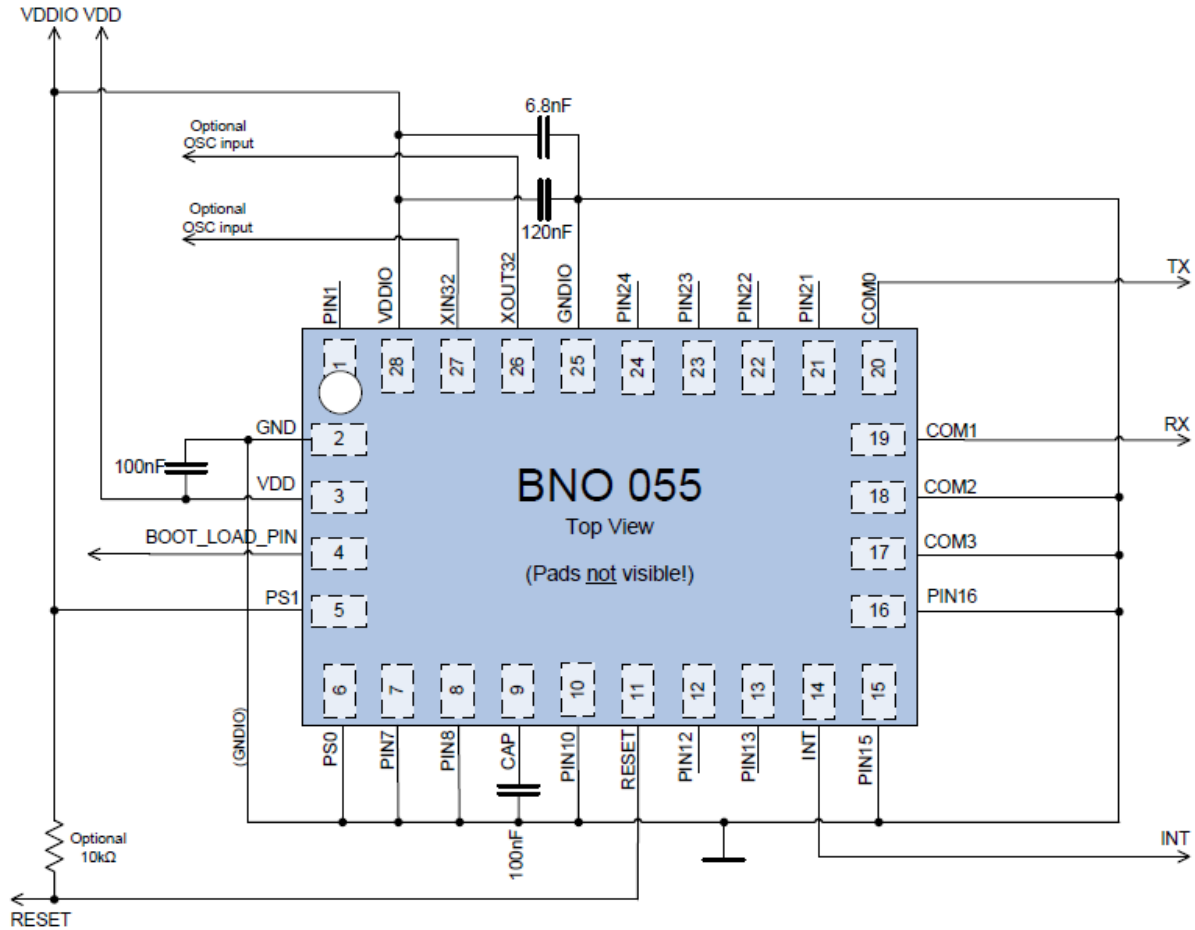 VDDIO VDD
6.8nF
Optional
OSC input
Optional
OSC input
120nF
TX
PIN1
VDDIO
XIN32
XOUT32
GNDIO
PIN24
PIN23
PIN22
PIN21
COM0
1
28
27
26
25
24
23
22
21
20
GND
2
19
COM1
RX
100nF
VDD
3
BNO 055
18
COM2
Top View
BOOT_LOAD_PIN
4
17
COM3
(Pads not visible!)
PS1
5
16
PIN16
6
7
8
9
10
11
12
13
14
15
(GNDIO)
PS0
PIN7
PIN8
CAP
PIN10
RESET
PIN12
PIN13
INT
PIN15
100nF
Optional
10kΩ
INT
RESET